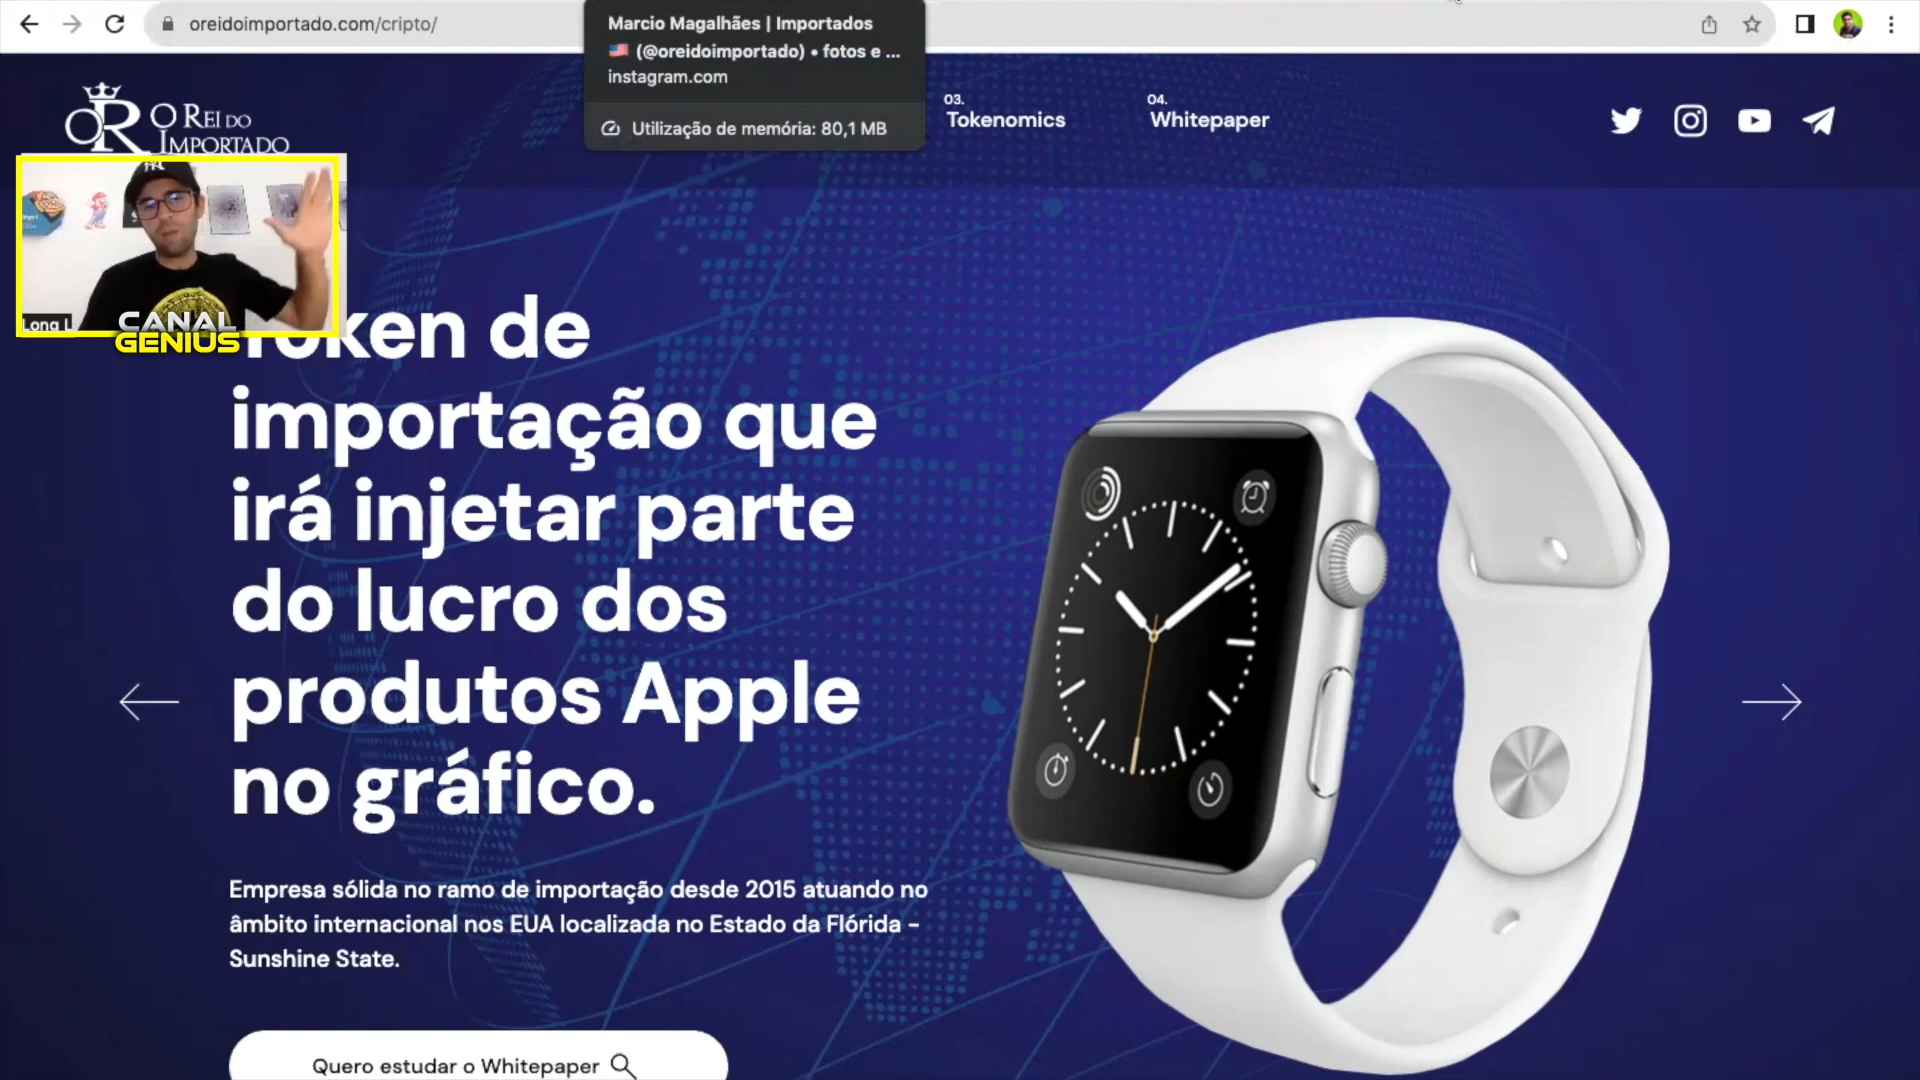 oreidoimportado.com/cripto/
Marcio Magalhães | Importados
(@oreidoimportado) • fotos e ...
instagram.com
Utilização de memória: 80,1 MB
OR O REI DO
IMPORTADO
03.
Tokenomics
04.
Whitepaper
Long L
CANAL
GENIUS
Token de
importação que
irá injetar parte
do lucro dos
produtos Apple
no gráfico.
Empresa sólida no ramo de importação desde 2015 atuando no
âmbito internacional nos EUA localizada no Estado da Flórida –
Sunshine State.
Quero estudar o Whitepaper